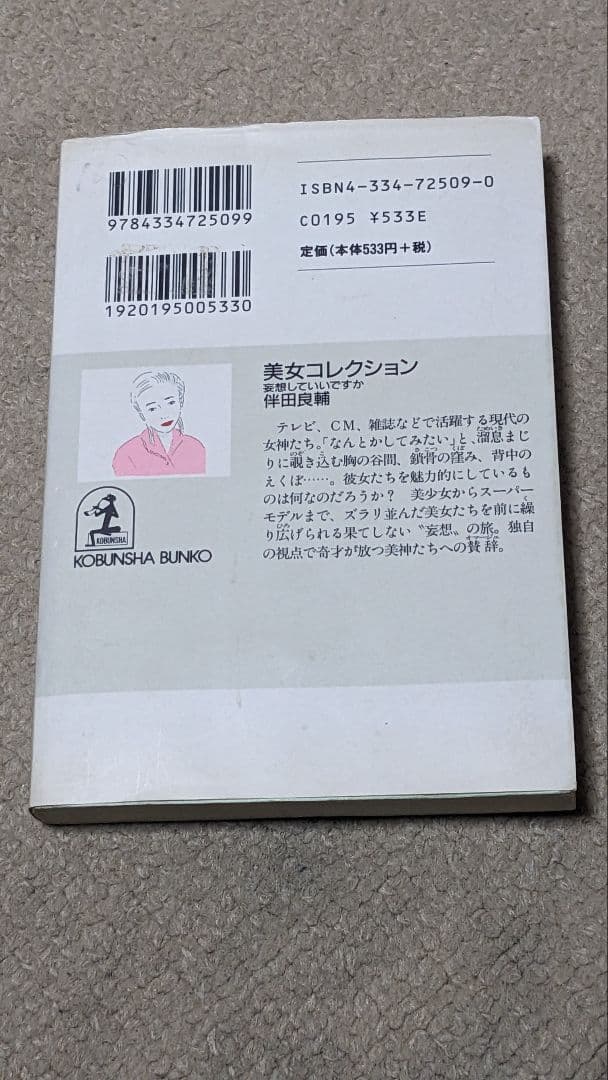 9784334725099
ISBN4-334-72509-0
C0195 ¥533E
定価(本体533円+税)
1920195005330
美女コレクション
妄想していいですか
伴田良輔
テレビ、CM、雑誌などで活躍する現代の
女神たち。「なんとかしてみたい」と、溜息まじ
りに覗き込む胸の谷間、鎖骨の窪み、背中の
えくぼ……。彼女たちを魅力的にしているもの
は何なのだろうか? 美少女からスーパー
モデルまで、ズラリ並んだ美女たちを前に繰
り広げられる果てしない〝妄想〟の旅。独自
の視点で奇才が放つ美神たちへの賛辞。
KOBUNSHA
KOBUNSHA BUNKO